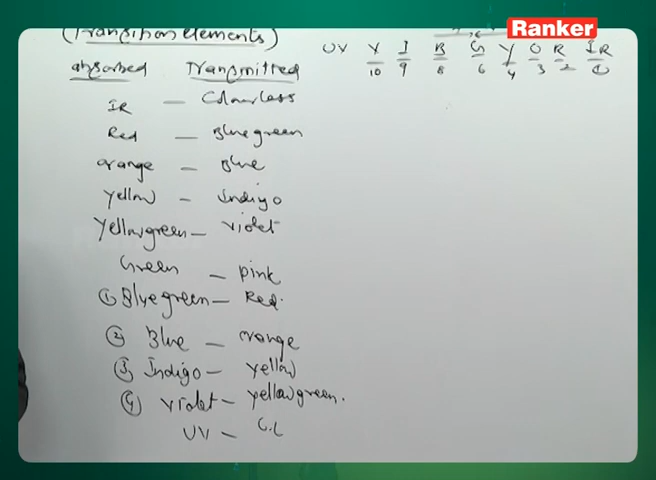 Ranker
(Transition elements)
UV V I B G Y O R IR
10 9 8 6 4 3 2 1
absorbed Transmitted
IR — Colourless
Red — Bluegreen
orange — Blue
yellow — Indigo
Yellowgreen — violet
Green — pink
① Bluegreen — Red.
② Blue — orange
③ Indigo — yellow
④ violet — yellowgreen.
UV — C.L